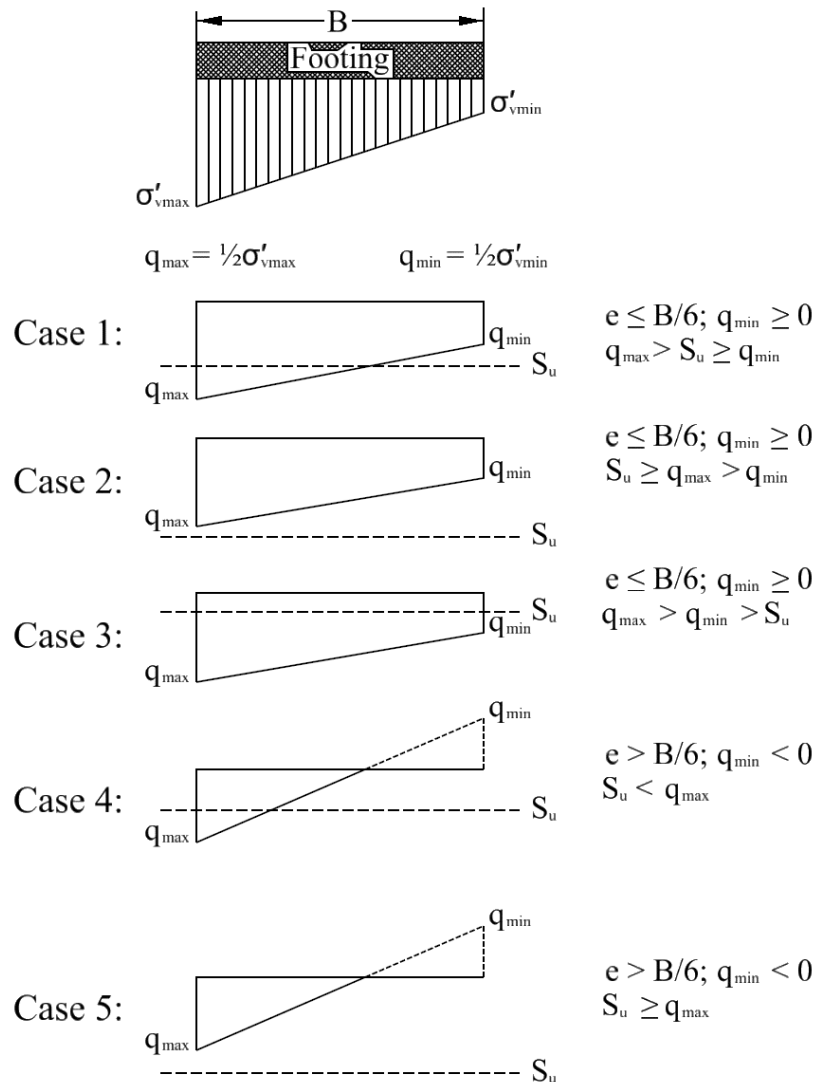 B
Footing
σ′vmin
σ′vmax
qmax = ½σ′vmax    qmin = ½σ′vmin
Case 1:
qmax
qmin
Su
e ≤ B/6; qmin ≥ 0
qmax > Su ≥ qmin
Case 2:
qmax
qmin
Su
e ≤ B/6; qmin ≥ 0
Su ≥ qmax > qmin
Case 3:
qmax
Su
qmin
e ≤ B/6; qmin ≥ 0
qmax > qmin > Su
Case 4:
qmin
qmax
Su
e > B/6; qmin < 0
Su < qmax
Case 5:
qmin
qmax
Su
e > B/6; qmin < 0
Su ≥ qmax